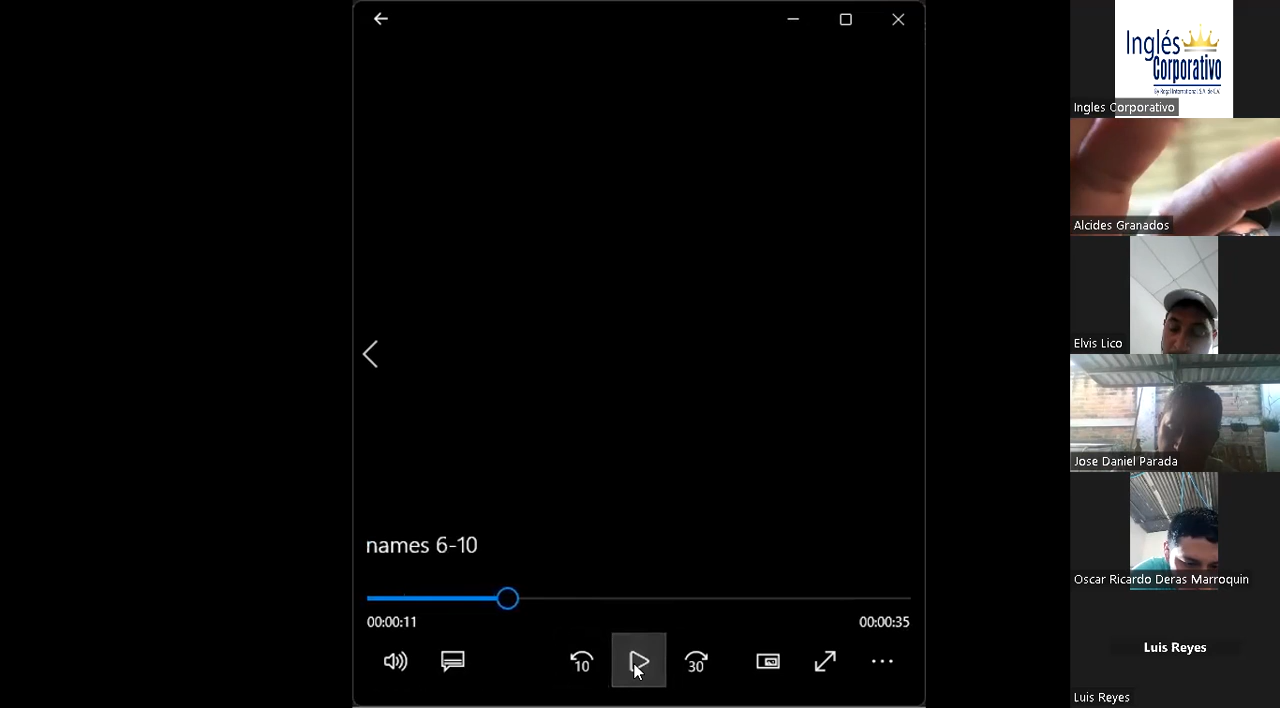 names 6-10
00:00:11
00:00:35
10
30
Inglés
Corporativo
Ingles Corporativo
Alcides Granados
Elvis Lico
Jose Daniel Parada
Oscar Ricardo Deras Marroquin
Luis Reyes
Luis Reyes